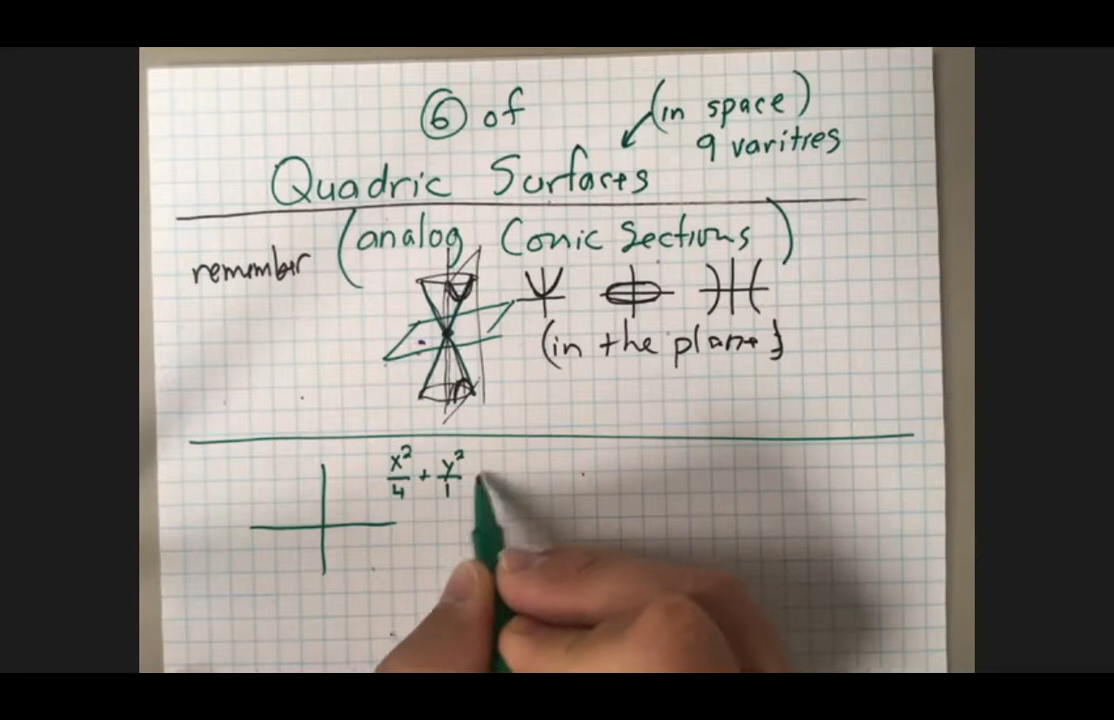 ⑥ of
(in space)
9 varitres
Quadric Surfaces
remember (analog Conic Sections)
(in the plane)
x²/4 + y²/1